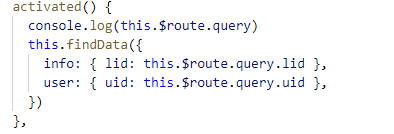 activated() {
  console.log(this.$route.query)
  this.findData({
    info: { lid: this.$route.query.lid },
    user: { uid: this.$route.query.uid },
  })
},